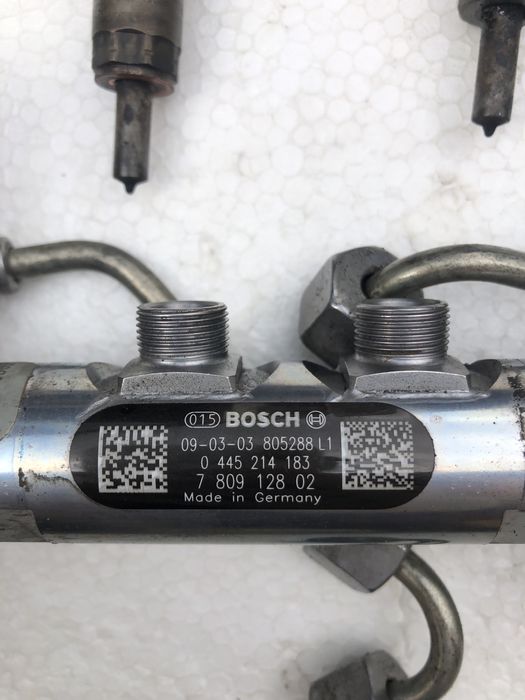 015 BOSCH
09-03-03 805288 L1
0 445 214 183
7 809 128 02
Made in Germany